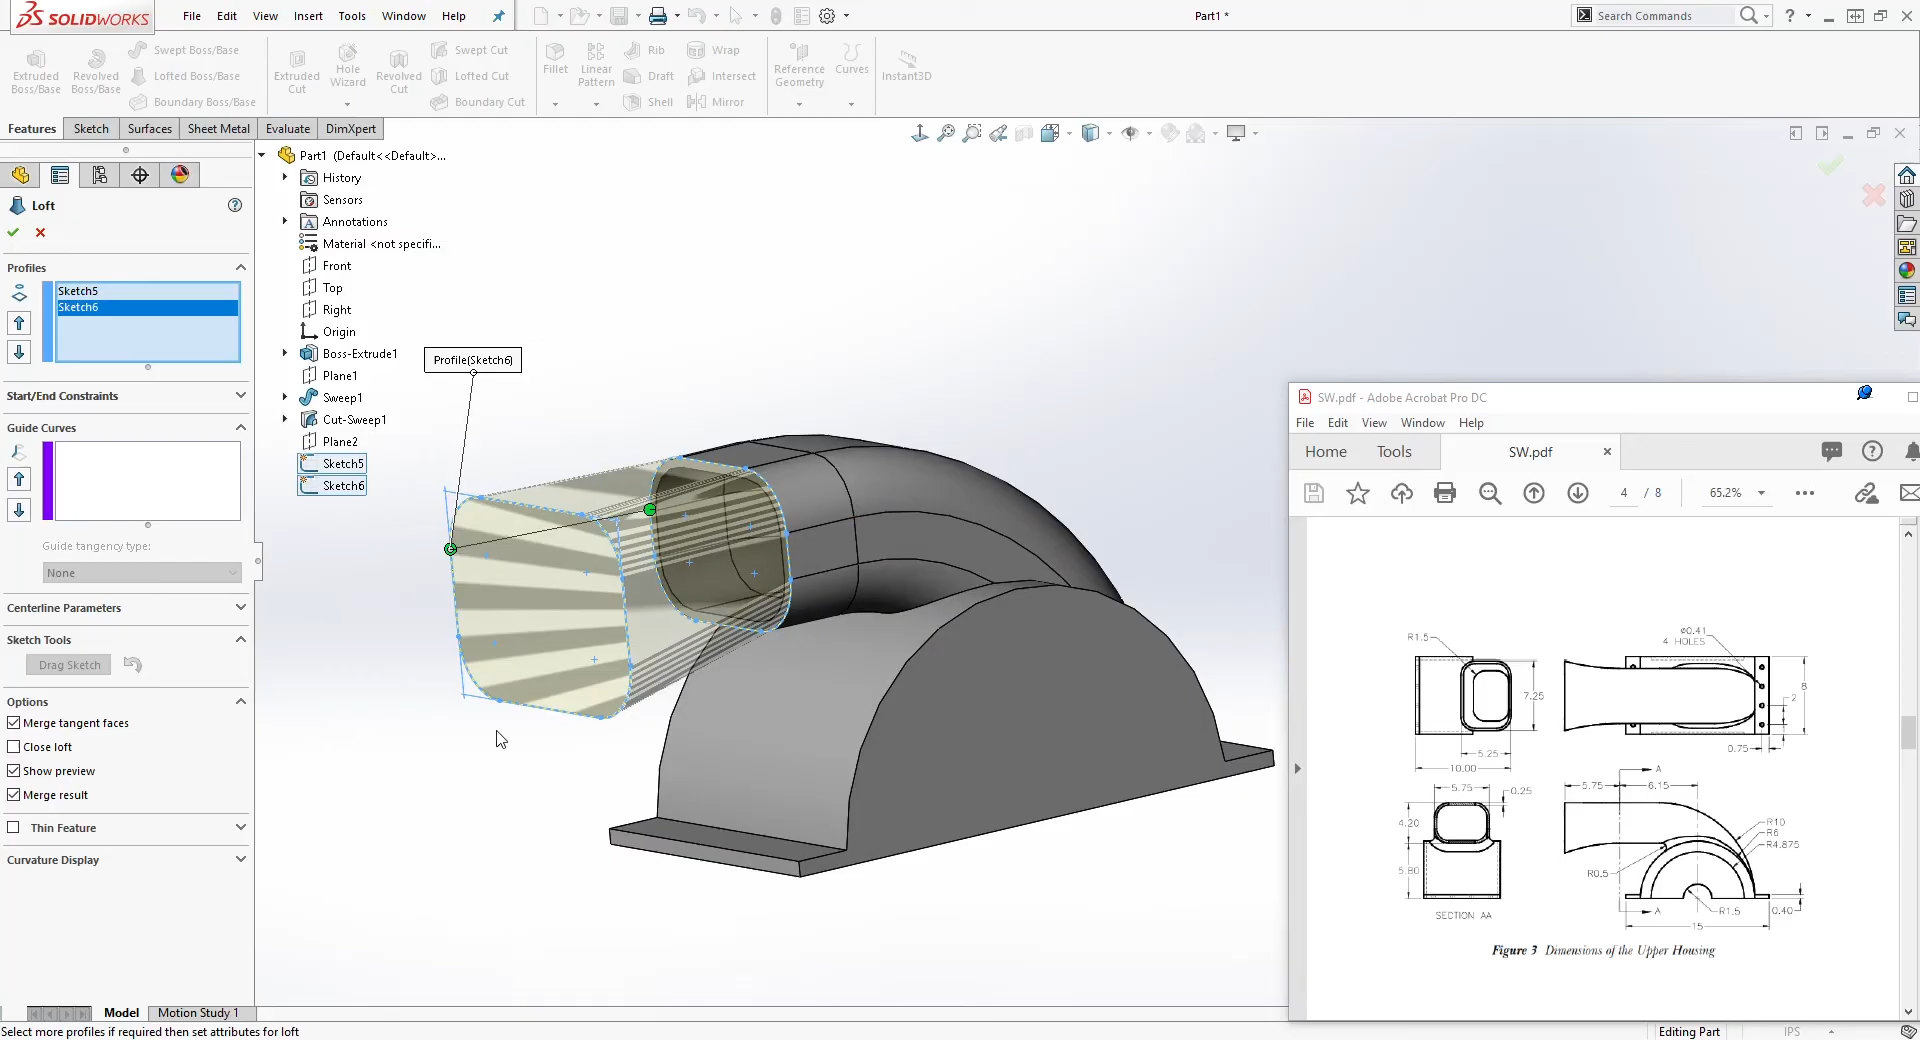 SOLIDWORKS
File Edit View Insert Tools Window Help
Part1 *
Search Commands
Extruded Boss/Base
Revolved Boss/Base
Swept Boss/Base
Lofted Boss/Base
Boundary Boss/Base
Extruded Cut
Hole Wizard
Revolved Cut
Swept Cut
Lofted Cut
Boundary Cut
Fillet
Linear Pattern
Rib
Draft
Shell
Wrap
Intersect
Mirror
Reference Geometry
Curves
Instant3D
Features Sketch Surfaces Sheet Metal Evaluate DimXpert
Loft
Profiles
Sketch5
Sketch6
Start/End Constraints
Guide Curves
Guide tangency type:
None
Centerline Parameters
Sketch Tools
Drag Sketch
Options
Merge tangent faces
Close loft
Show preview
Merge result
Thin Feature
Curvature Display
Part1 (Default<<Default>...
History
Sensors
Annotations
Material <not specifi...
Front
Top
Right
Origin
Boss-Extrude1
Plane1
Sweep1
Cut-Sweep1
Plane2
Sketch5
Sketch6
Profile(Sketch6)
SW.pdf - Adobe Acrobat Pro DC
File Edit View Window Help
Home Tools SW.pdf
4 / 8 65.2%
R1.5
7.25
5.25
10.00
ø0.41
4 HOLES
8
2
0.75
5.75
0.25
4.20
5.80
SECTION AA
A
5.75 6.15
R10
R6
R4.875
R0.5
A
R1.5
0.40
15
Figure 3 Dimensions of the Upper Housing
Model Motion Study 1
Select more profiles if required then set attributes for loft
Editing Part
IPS